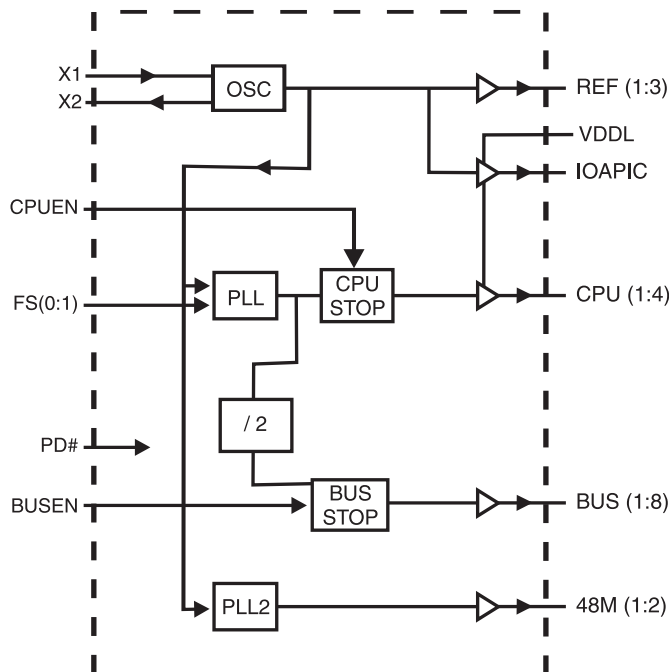 X1
X2
OSC
REF (1:3)
VDDL
IOAPIC
CPUEN
FS(0:1)
PLL
CPU
STOP
CPU (1:4)
/ 2
PD#
BUSEN
BUS
STOP
BUS (1:8)
PLL2
48M (1:2)